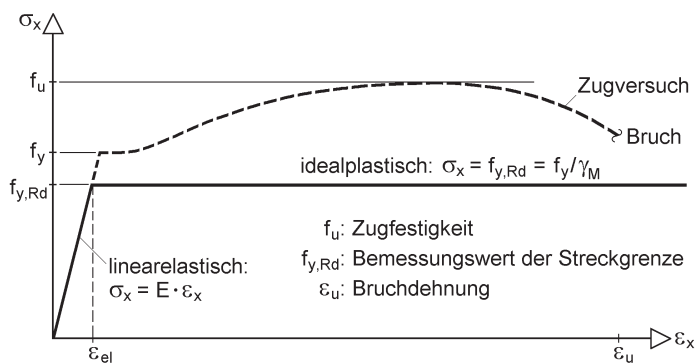 σx
fu
Zugversuch
fy
Bruch
idealplastisch: σx = fy,Rd = fy/γM
fy,Rd
fu: Zugfestigkeit
linearelastisch:
fy,Rd: Bemessungswert der Streckgrenze
σx = E · εx
εu: Bruchdehnung
εx
εel
εu